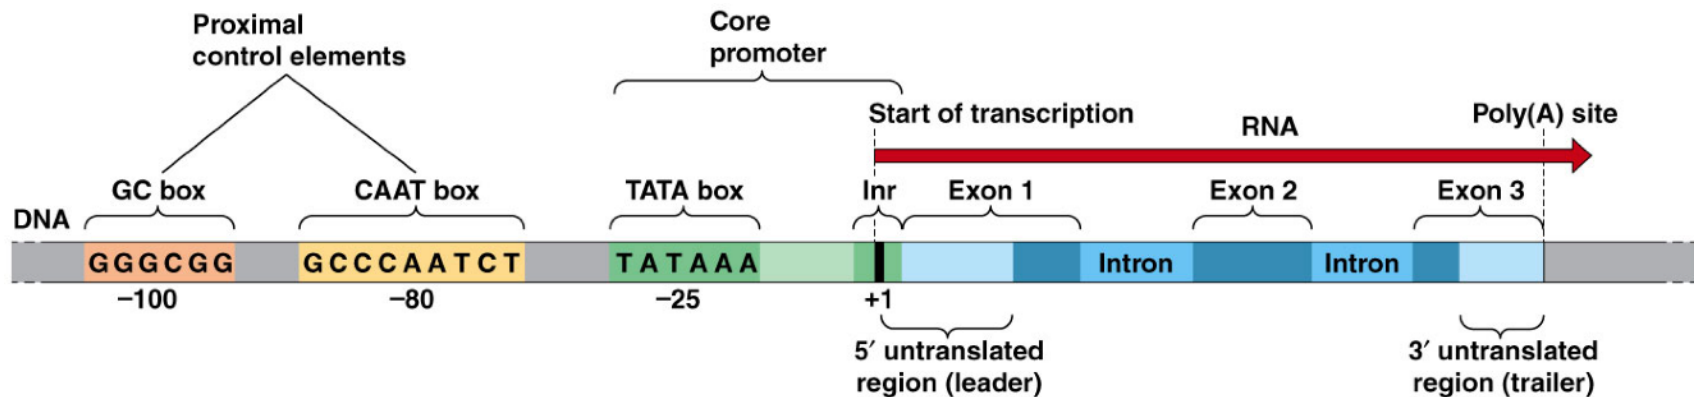 Proximal
control elements
Core
promoter
Start of transcription
RNA
Poly(A) site
GC box
CAAT box
TATA box
Inr
Exon 1
Exon 2
Exon 3
DNA
GGGCGG
GCCCAATCT
TATAAA
Intron
Intron
–100
–80
–25
+1
5′ untranslated
region (leader)
3′ untranslated
region (trailer)